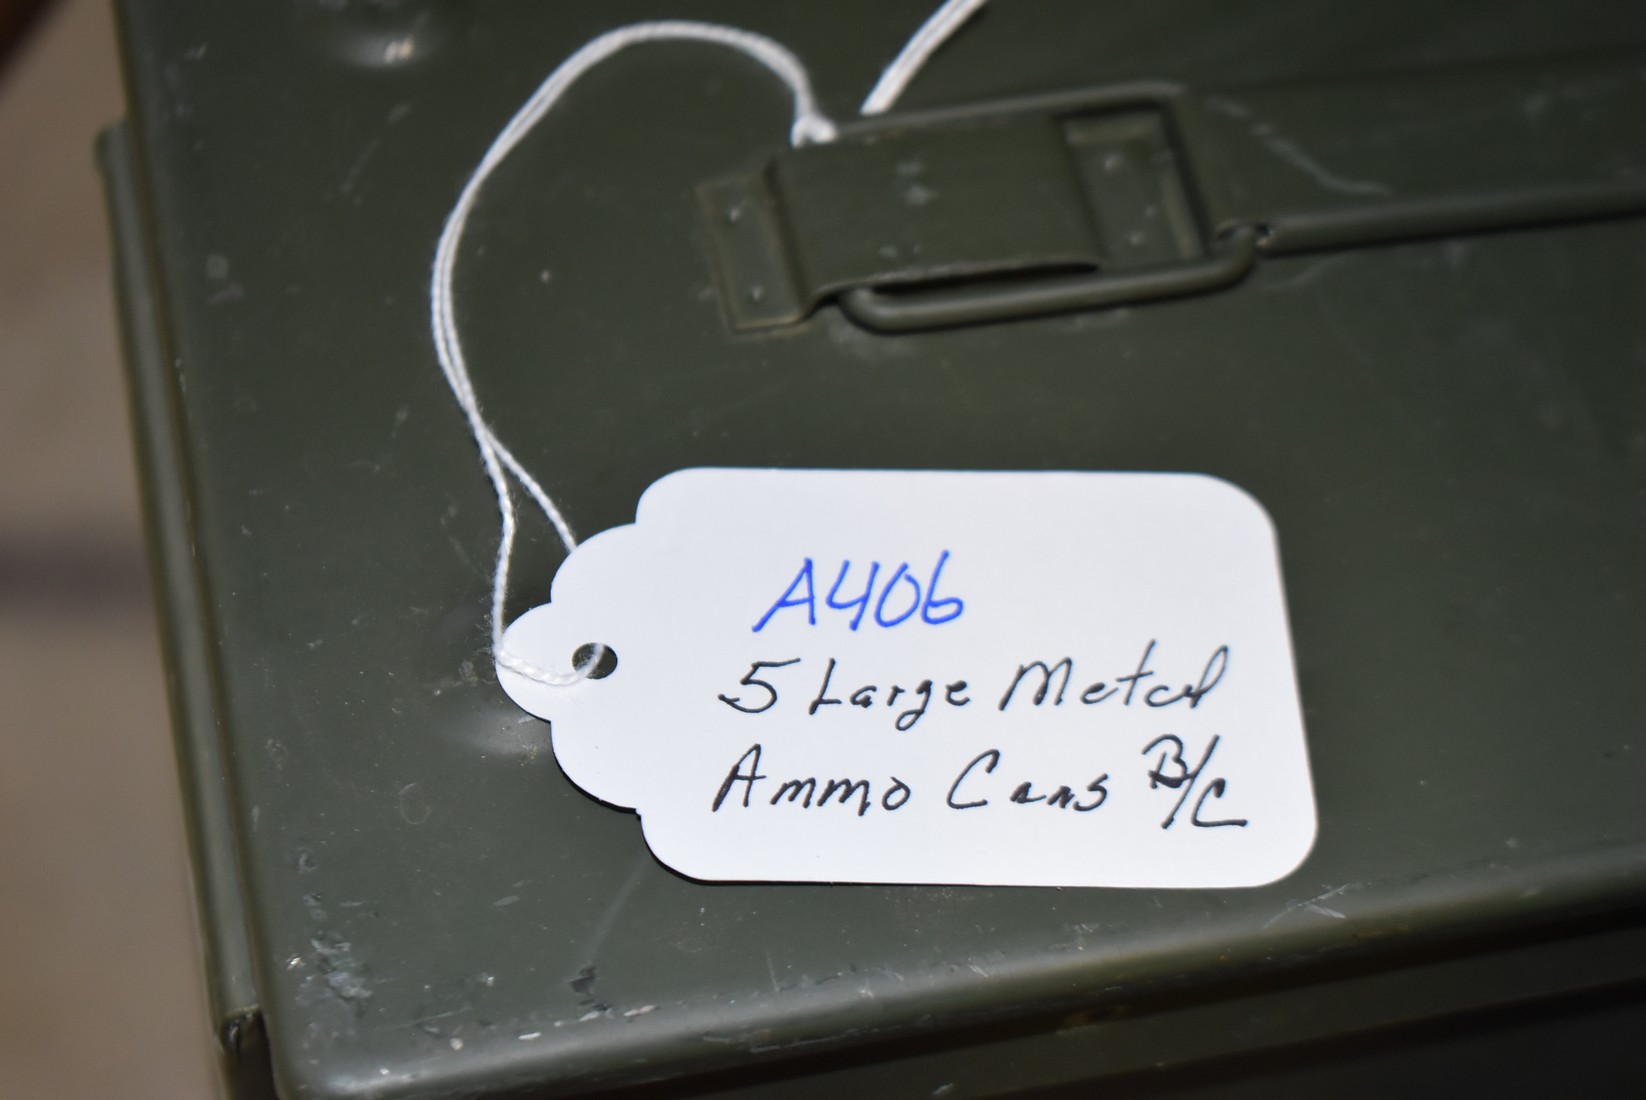 A406
5 Large Metal
Ammo Cans B/C